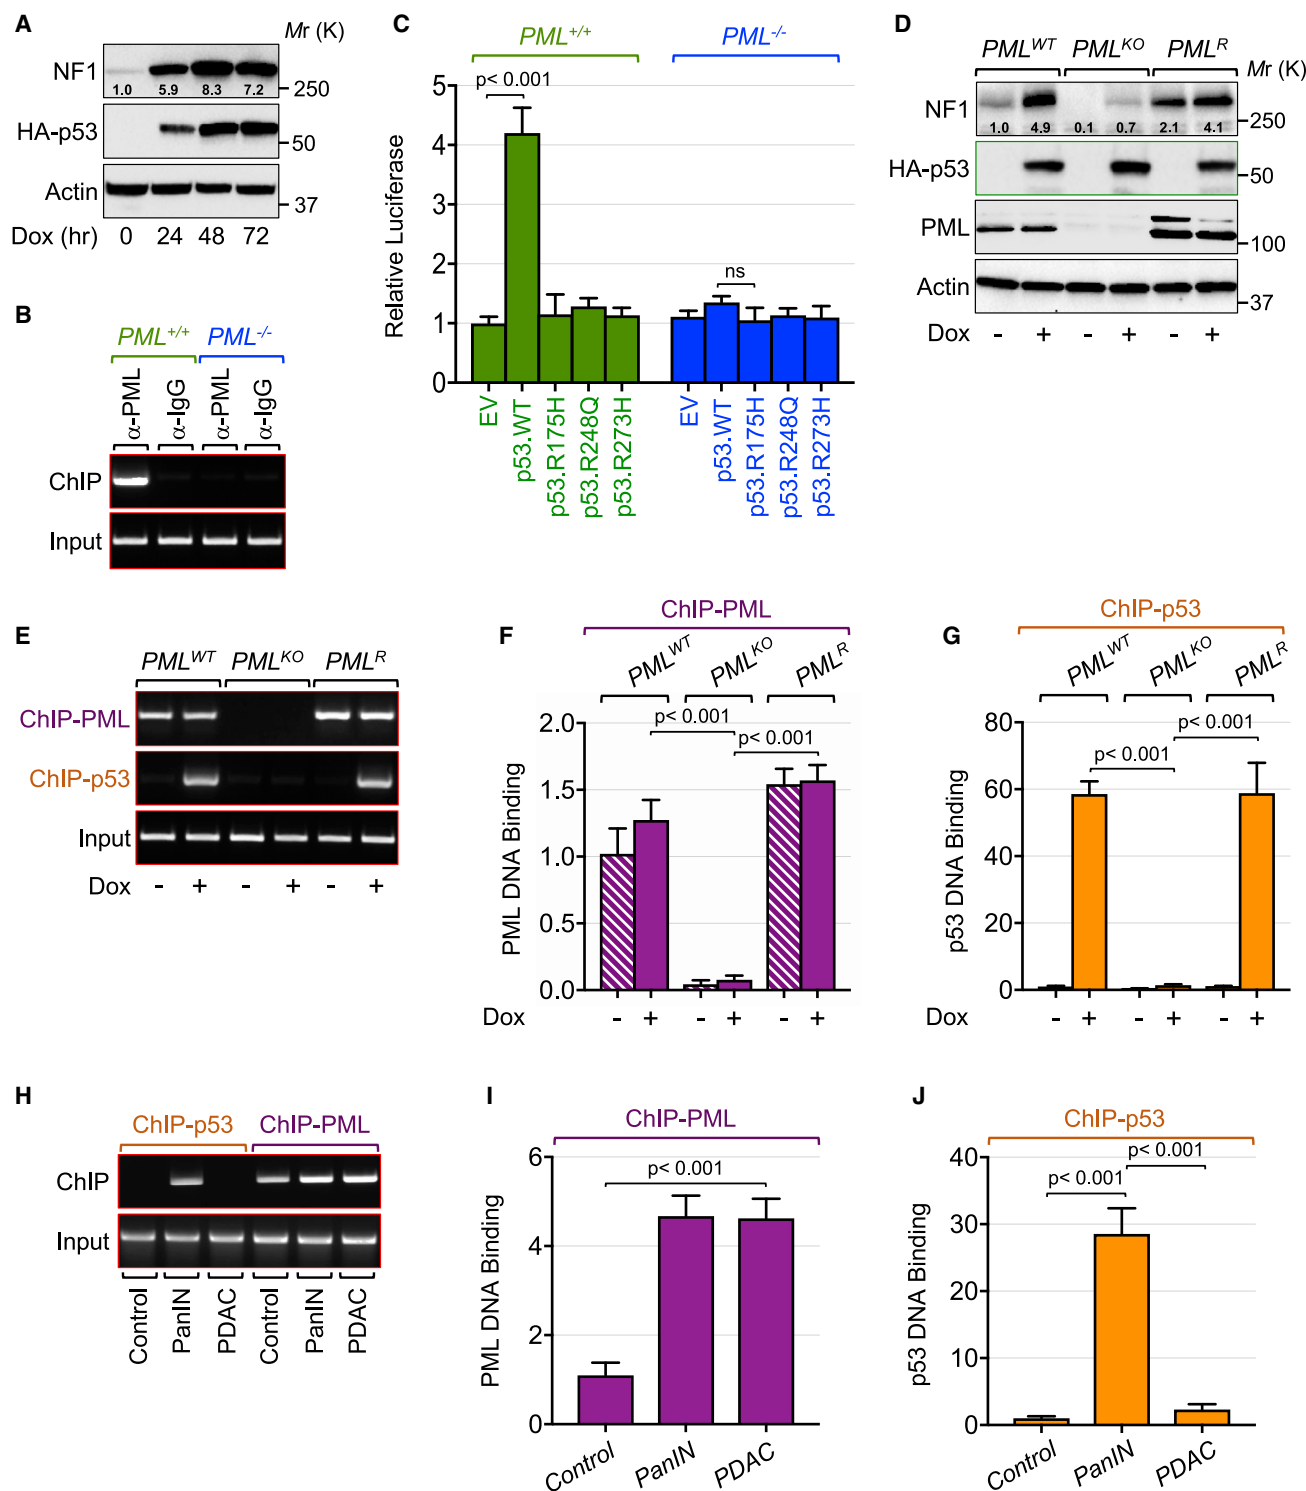 A
Mr (K)
NF1
1.0 5.9 8.3 7.2
250
HA-p53
50
Actin
37
Dox (hr) 0 24 48 72
B
PML+/+ PML-/-
α-PML α-IgG α-PML α-IgG
ChIP
Input
C
PML+/+ PML-/-
p< 0.001
ns
Relative Luciferase
5
4
3
2
1
0
EV p53.WT p53.R175H p53.R248Q p53.R273H EV p53.WT p53.R175H p53.R248Q p53.R273H
D
PMLWT PMLKO PMLR
Mr (K)
NF1
1.0 4.9 0.1 0.7 2.1 4.1
250
HA-p53
50
PML
100
Actin
37
Dox - + - + - +
E
PMLWT PMLKO PMLR
ChIP-PML
ChIP-p53
Input
Dox - + - + - +
F
ChIP-PML
PMLWT PMLKO PMLR
p< 0.001
p< 0.001
PML DNA Binding
2.0
1.5
1.0
0.5
0.0
Dox - + - + - +
G
ChIP-p53
PMLWT PMLKO PMLR
p< 0.001
p< 0.001
p53 DNA Binding
80
60
40
20
0
Dox - + - + - +
H
ChIP-p53 ChIP-PML
ChIP
Input
Control PanIN PDAC Control PanIN PDAC
I
ChIP-PML
p< 0.001
PML DNA Binding
6
4
2
0
Control PanIN PDAC
J
ChIP-p53
p< 0.001
p< 0.001
p53 DNA Binding
40
30
20
10
0
Control PanIN PDAC